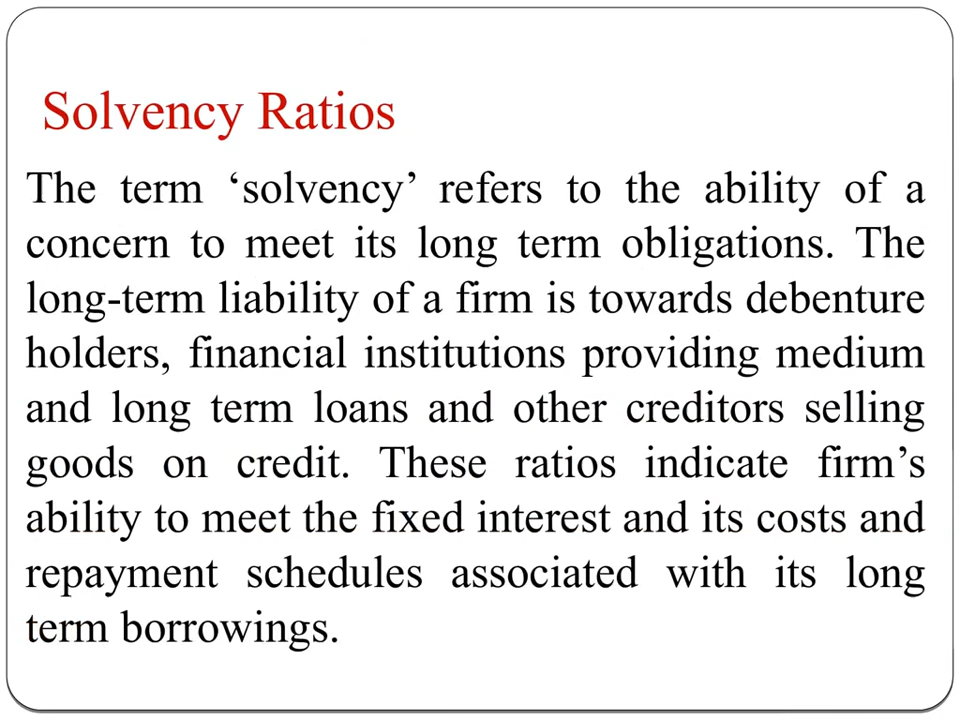 Solvency Ratios
The term ‘solvency’ refers to the ability of a
concern to meet its long term obligations. The
long-term liability of a firm is towards debenture
holders, financial institutions providing medium
and long term loans and other creditors selling
goods on credit. These ratios indicate firm’s
ability to meet the fixed interest and its costs and
repayment schedules associated with its long
term borrowings.